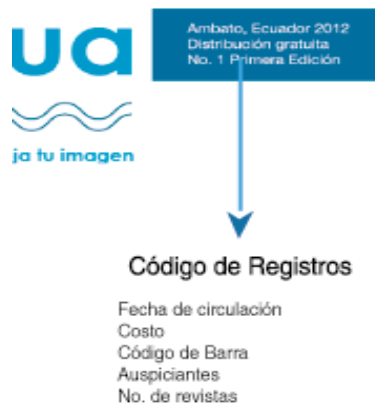 ua
Ambato, Ecuador 2012
Distribución gratuita
No. 1 Primera Edición
ja tu imagen
Código de Registros
Fecha de circulación
Costo
Código de Barra
Auspiciantes
No. de revistas